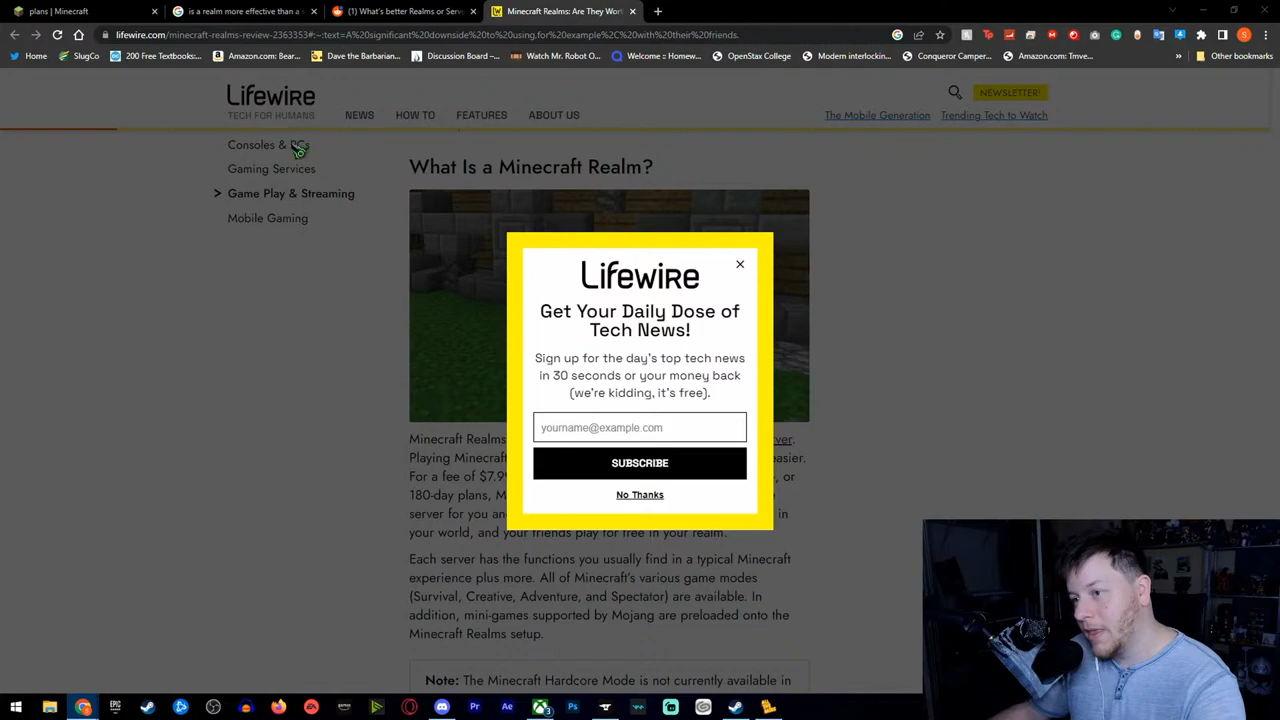 plans | Minecraft
is a realm more effective than a s
(1) What's better Realms or Serv
Minecraft Realms: Are They Wort
lifewire.com/minecraft-realms-review-2363353#:~:text=A%20significant%20downside%20to%20using,for%20example%2C%20with%20their%20friends.
Home
SlugCo
200 Free Textbooks:...
Amazon.com: Bear...
Dave the Barbarian...
Discussion Board –...
Watch Mr. Robot O...
Welcome :: Homew...
OpenStax College
Modern interlockin...
Conqueror Camper...
Amazon.com: Tmve...
»
Other bookmarks
Lifewire
TECH FOR HUMANS
NEWS
HOW TO
FEATURES
ABOUT US
NEWSLETTER!
The Mobile Generation
Trending Tech to Watch
Consoles & PCs
Gaming Services
> Game Play & Streaming
Mobile Gaming
What Is a Minecraft Realm?
Lifewire
Get Your Daily Dose of
Tech News!
Sign up for the day's top tech news
in 30 seconds or your money back
(we're kidding, it's free).
yourname@example.com
SUBSCRIBE
No Thanks
Minecraft Realms
Playing Minecraft
easier.
For a fee of $7.9
or
180-day plans, M
server for you an
in
your world, and your friends play for free in your realm.
Each server has the functions you usually find in a typical Minecraft
experience plus more. All of Minecraft's various game modes
(Survival, Creative, Adventure, and Spectator) are available. In
addition, mini-games supported by Mojang are preloaded onto the
Minecraft Realms setup.
Note: The Minecraft Hardcore Mode is not currently available in